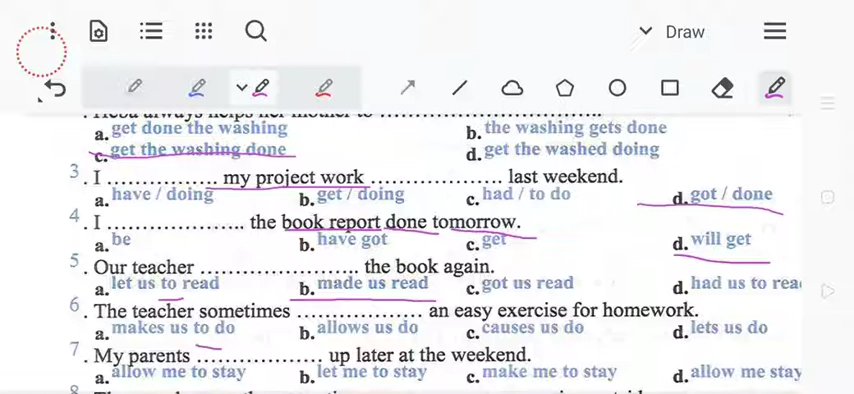 Draw
. Heba always helps her mother to ……………………………
a. get done the washing b. the washing gets done
c. get the washing done d. get the washed doing
3. I ……………… my project work ………………… last weekend.
a. have / doing b. get / doing c. had / to do d. got / done
4. I ………………… the book report done tomorrow.
a. be b. have got c. get d. will get
5. Our teacher ………………… the book again.
a. let us to read b. made us read c. got us read d. had us to rea
6. The teacher sometimes ……………… an easy exercise for homework.
a. makes us to do b. allows us do c. causes us do d. lets us do
7. My parents ……………… up later at the weekend.
a. allow me to stay b. let me to stay c. make me to stay d. allow me stay